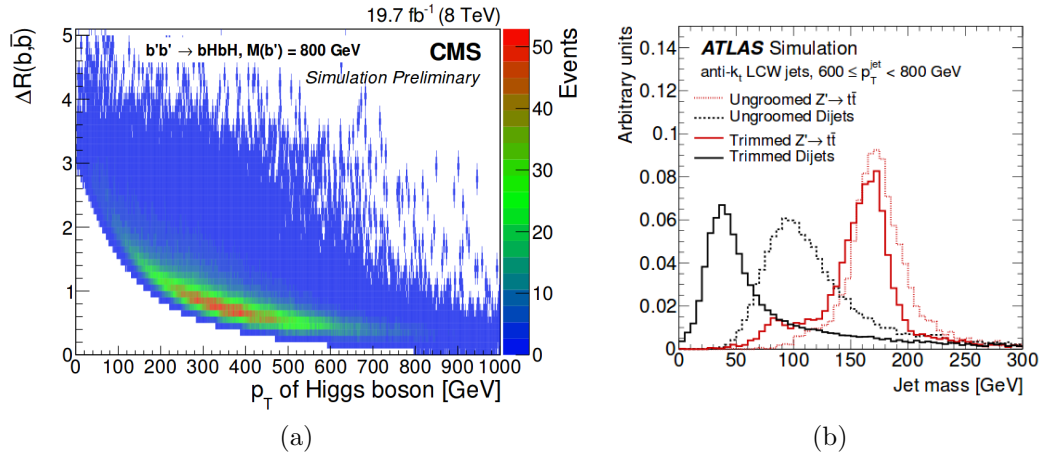 19.7 fb⁻¹ (8 TeV)
b'b' → bHbH, M(b') = 800 GeV
CMS
Simulation Preliminary
ΔR(b,b̄)
5
4
3
2
1
0
0 100 200 300 400 500 600 700 800 900 1000
p_T of Higgs boson [GeV]
Events
50
40
30
20
10
0
(a)
ATLAS Simulation
anti-k_t LCW jets, 600 ≤ p_T^jet < 800 GeV
Ungroomed Z'→ tt̄
Ungroomed Dijets
Trimmed Z'→ tt̄
Trimmed Dijets
Arbitrary units
0.14
0.12
0.1
0.08
0.06
0.04
0.02
0
0 50 100 150 200 250 300
Jet mass [GeV]
(b)